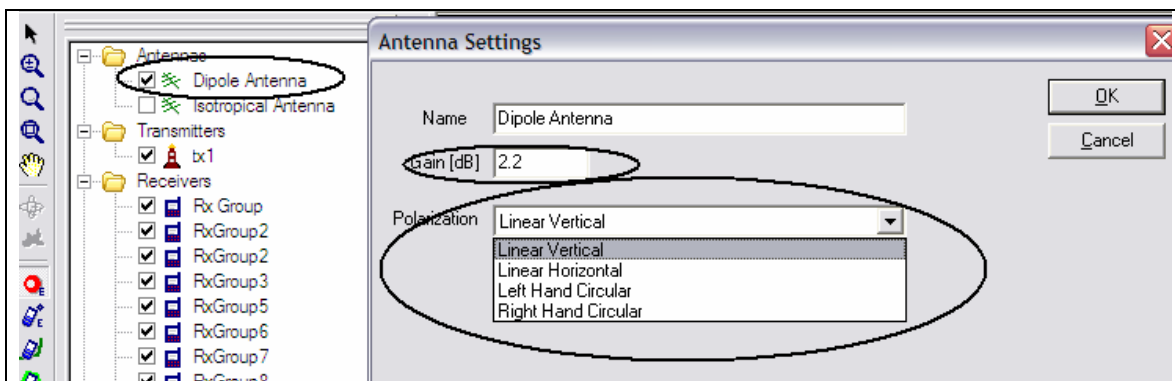 Antennae
Dipole Antenna
Isotropical Antenna
Transmitters
tx1
Receivers
Rx Group
RxGroup2
RxGroup2
RxGroup3
RxGroup5
RxGroup6
RxGroup7
RxGroup8
Antenna Settings
Name
Dipole Antenna
Gain [dB]
2.2
Polarization
Linear Vertical
Linear Vertical
Linear Horizontal
Left Hand Circular
Right Hand Circular
OK
Cancel
E
E